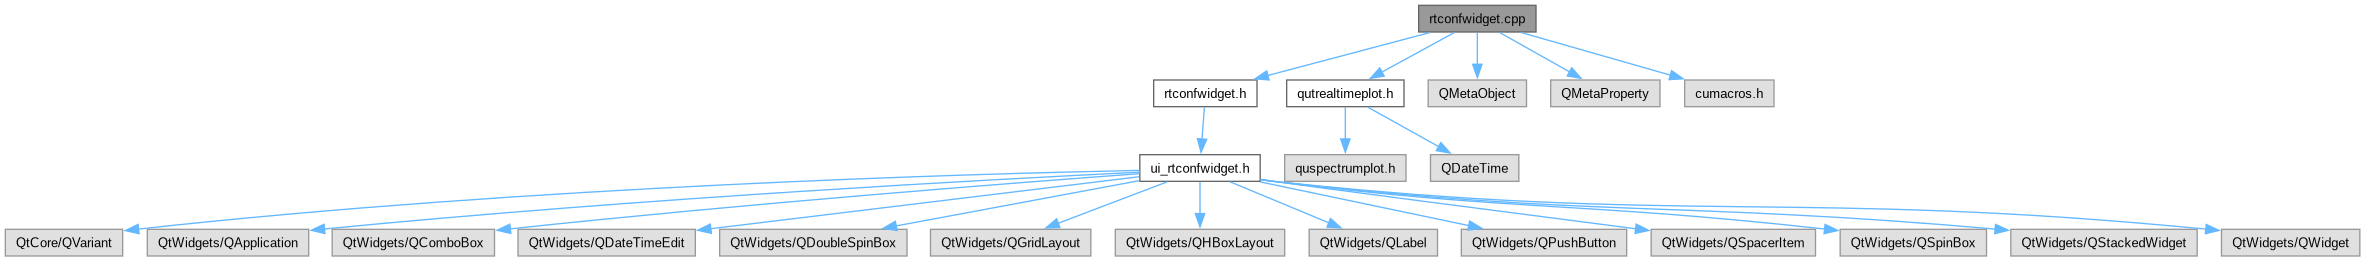 rtconfwidget.cpp
rtconfwidget.h
qutrealtimeplot.h
QMetaObject
QMetaProperty
cumacros.h
ui_rtconfwidget.h
quspectrumplot.h
QDateTime
QtCore/QVariant
QtWidgets/QApplication
QtWidgets/QComboBox
QtWidgets/QDateTimeEdit
QtWidgets/QDoubleSpinBox
QtWidgets/QGridLayout
QtWidgets/QHBoxLayout
QtWidgets/QLabel
QtWidgets/QPushButton
QtWidgets/QSpacerItem
QtWidgets/QSpinBox
QtWidgets/QStackedWidget
QtWidgets/QWidget